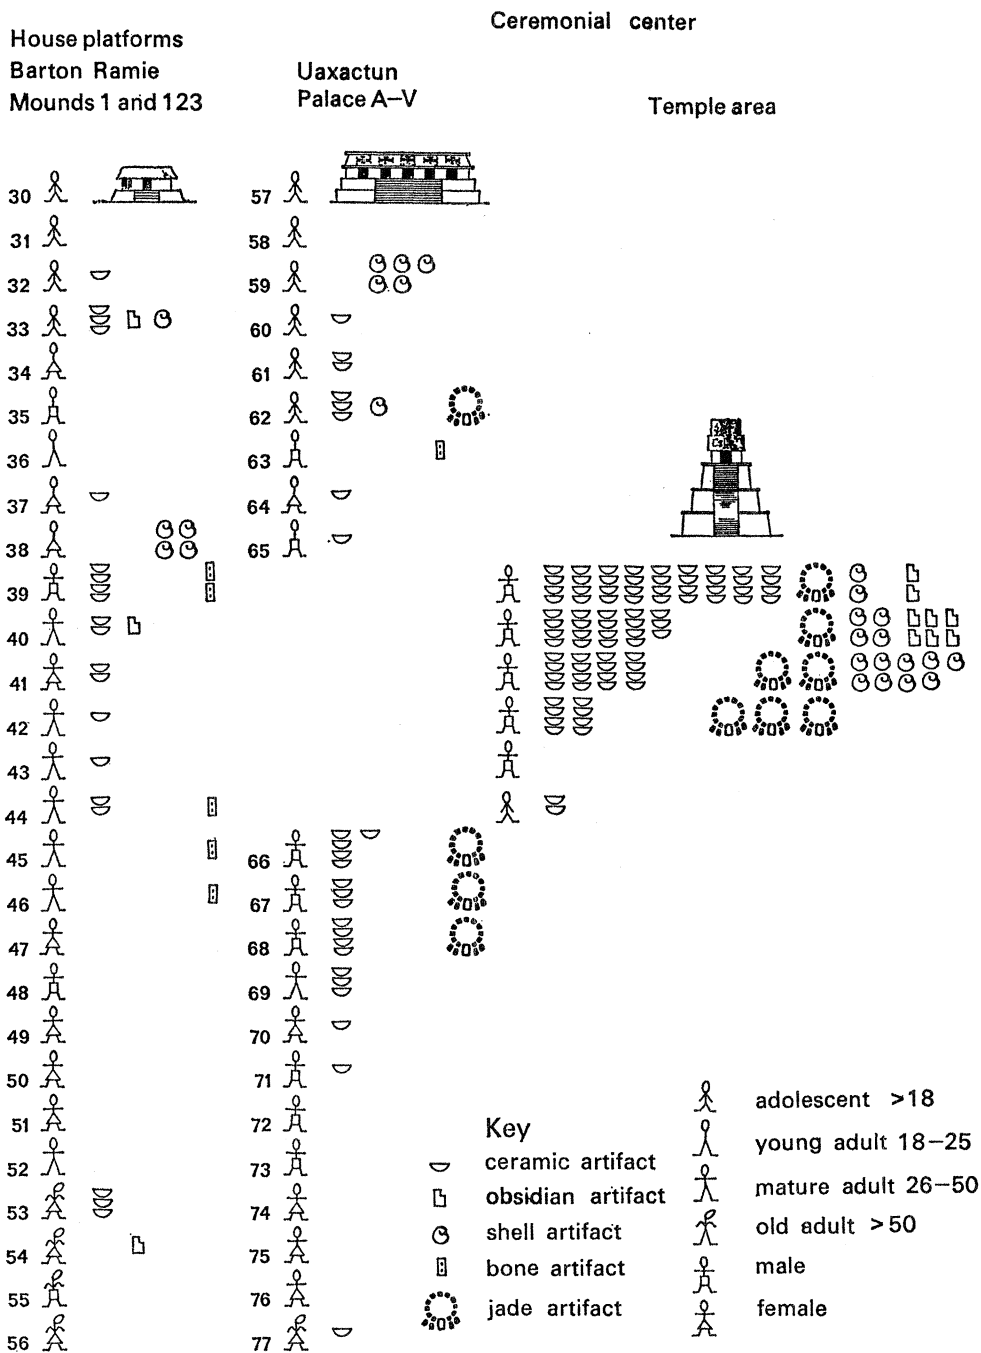 Ceremonial center
House platforms
Barton Ramie
Mounds 1 and 123
Uaxactun
Palace A–V
Temple area
30
31
32
33
34
35
36
37
38
39
40
41
42
43
44
45
46
47
48
49
50
51
52
53
54
55
56
57
58
59
60
61
62
63
64
65
66
67
68
69
70
71
72
73
74
75
76
77
Key
ceramic artifact
obsidian artifact
shell artifact
bone artifact
jade artifact
adolescent >18
young adult 18–25
mature adult 26–50
old adult >50
male
female